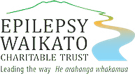 EPILEPSY
WAIKATO
CHARITABLE TRUST
Leading the way He arahanga whakamua